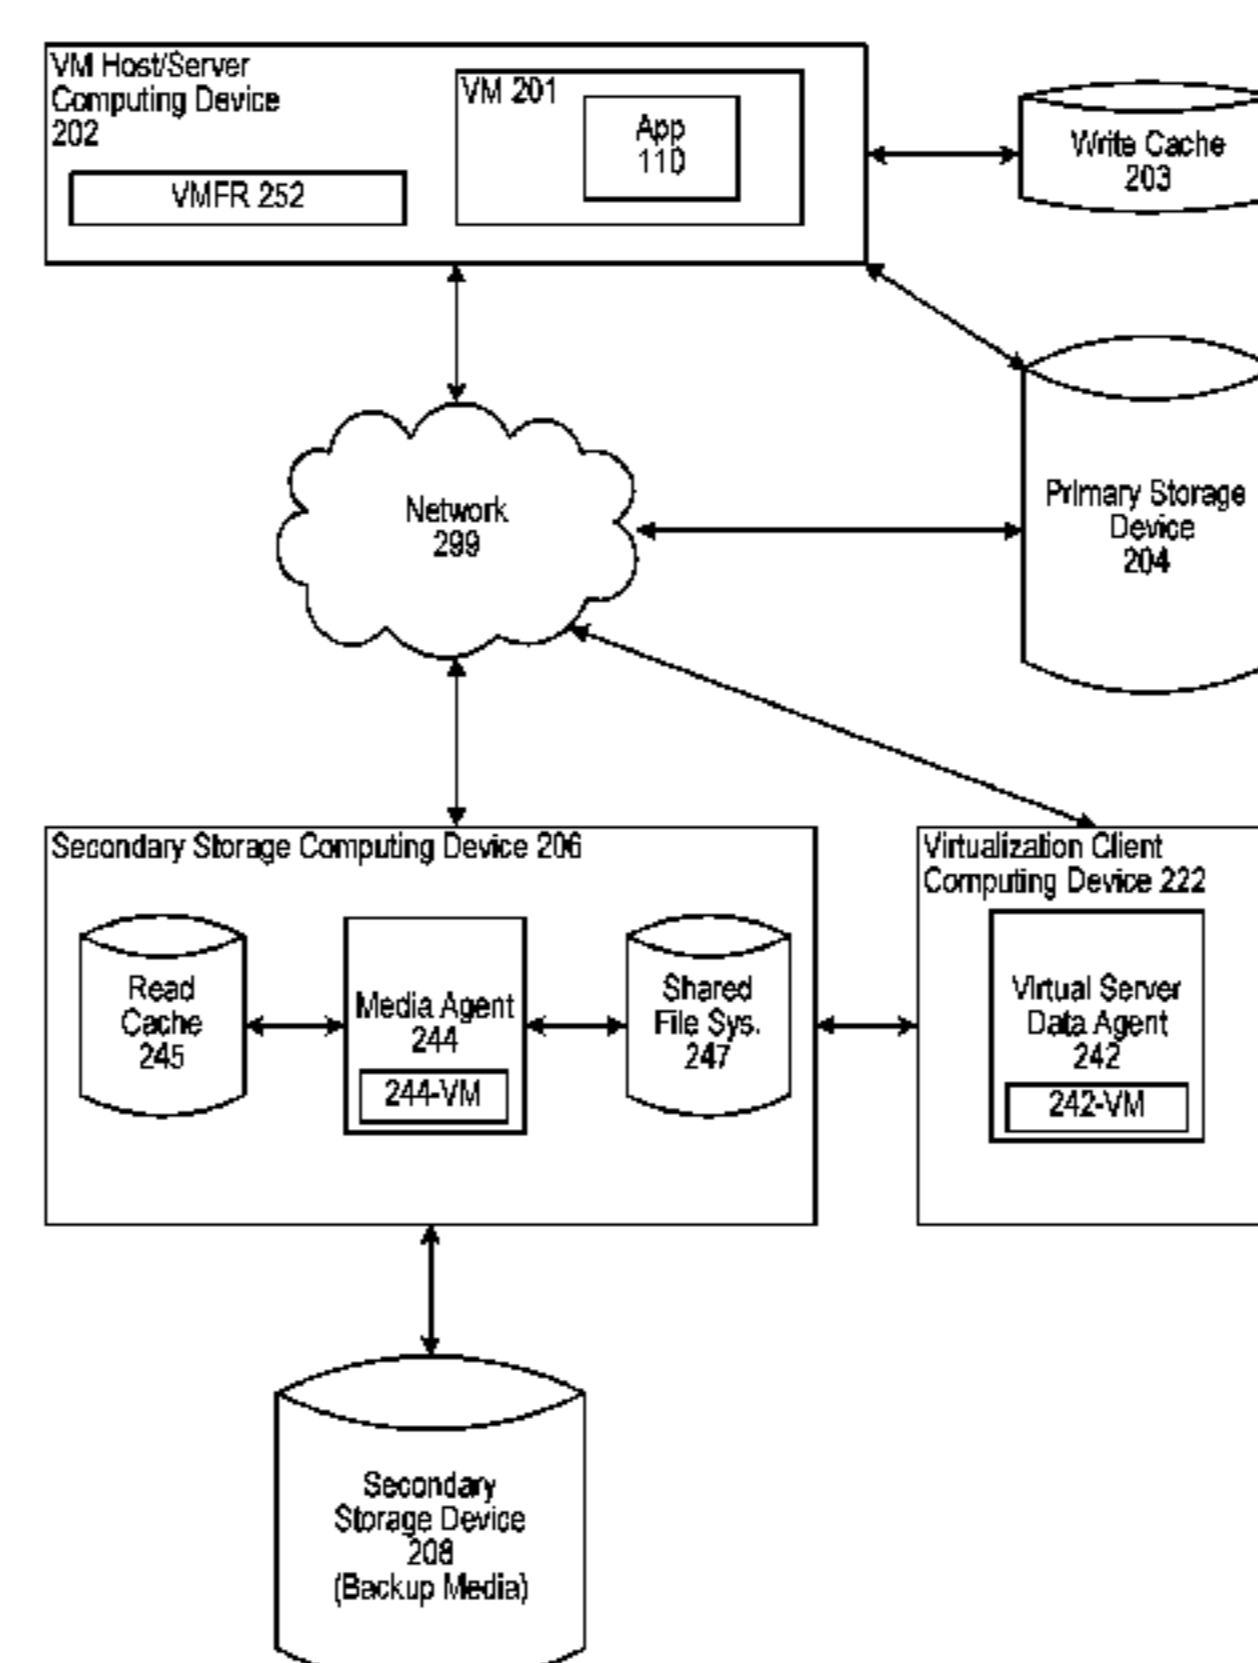 VM Host/Server
Computing Device
202
VMFR 252
VM 201
App
110
Write Cache
203
Primary Storage
Device
204
Network
299
Secondary Storage Computing Device 206
Read
Cache
245
Media Agent
244
244-VM
Shared
File Sys.
247
Virtualization Client
Computing Device 222
Virtual Server
Data Agent
242
242-VM
Secondary
Storage Device
208
(Backup Media)